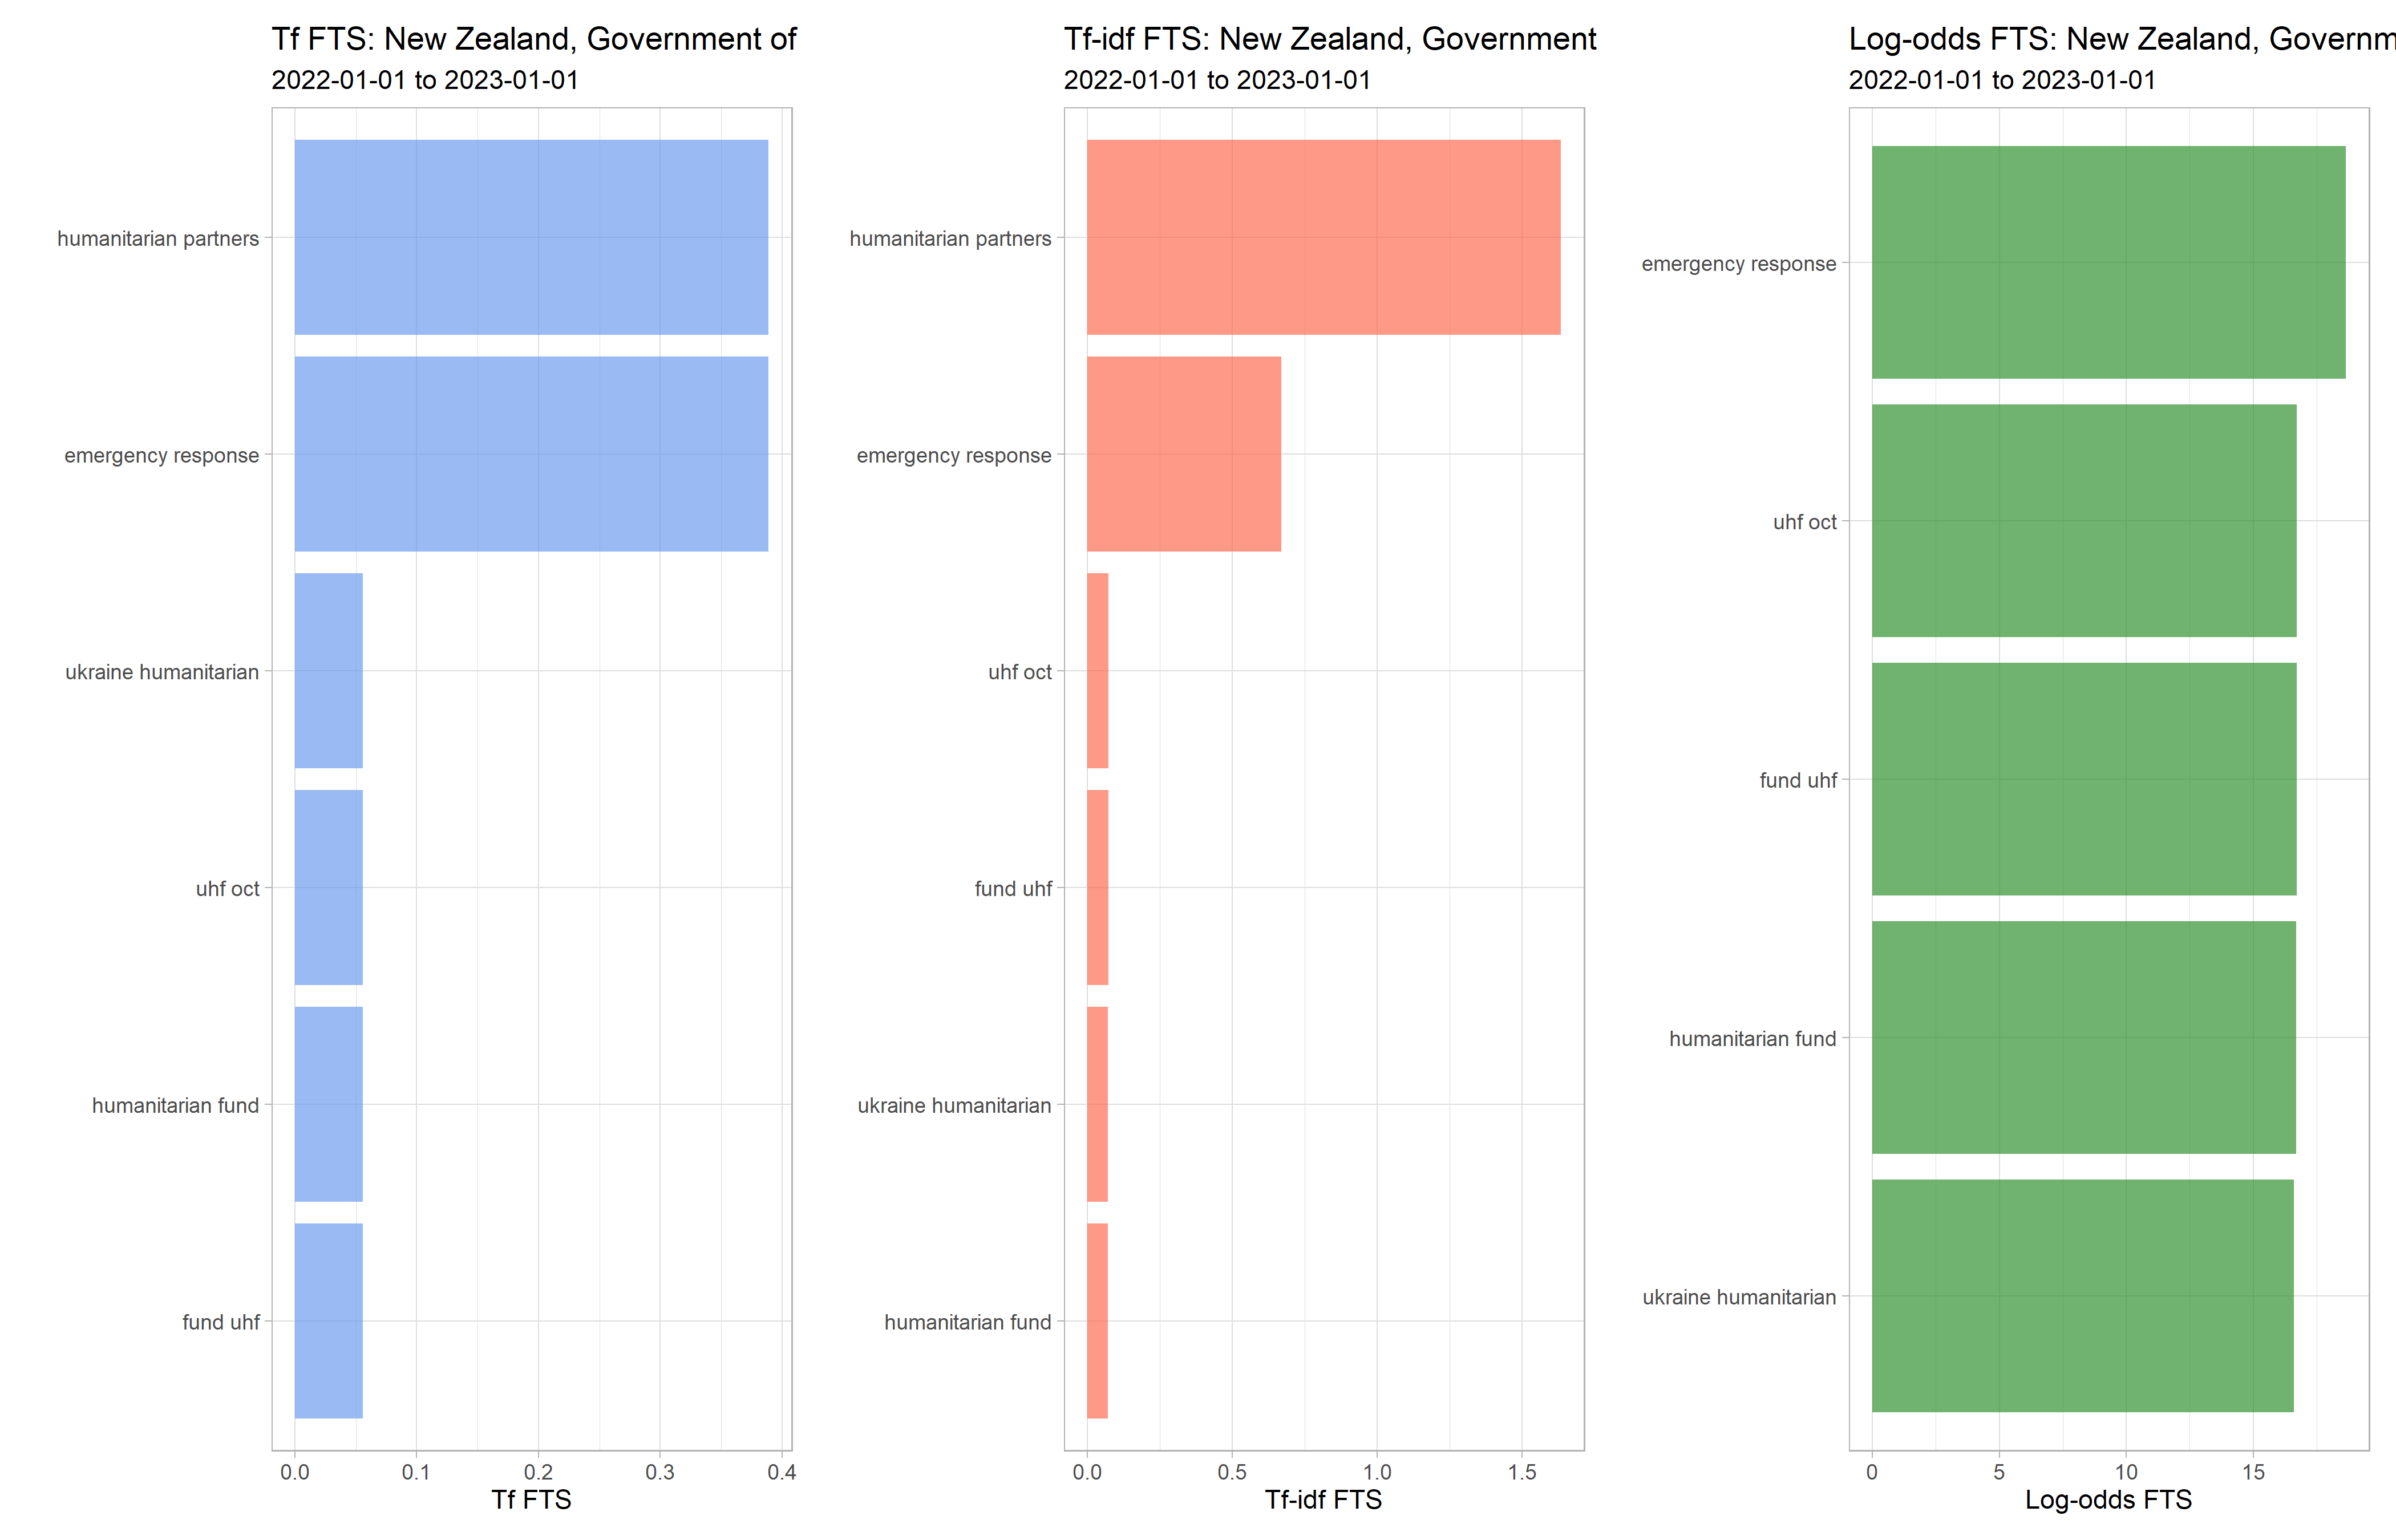 Tf FTS: New Zealand, Government of
2022-01-01 to 2023-01-01
humanitarian partners
emergency response
ukraine humanitarian
uhf oct
humanitarian fund
fund uhf
0.0 0.1 0.2 0.3 0.4
Tf FTS
Tf-idf FTS: New Zealand, Government
2022-01-01 to 2023-01-01
humanitarian partners
emergency response
uhf oct
fund uhf
ukraine humanitarian
humanitarian fund
0.0 0.5 1.0 1.5
Tf-idf FTS
Log-odds FTS: New Zealand, Governm
2022-01-01 to 2023-01-01
emergency response
uhf oct
fund uhf
humanitarian fund
ukraine humanitarian
0 5 10 15
Log-odds FTS